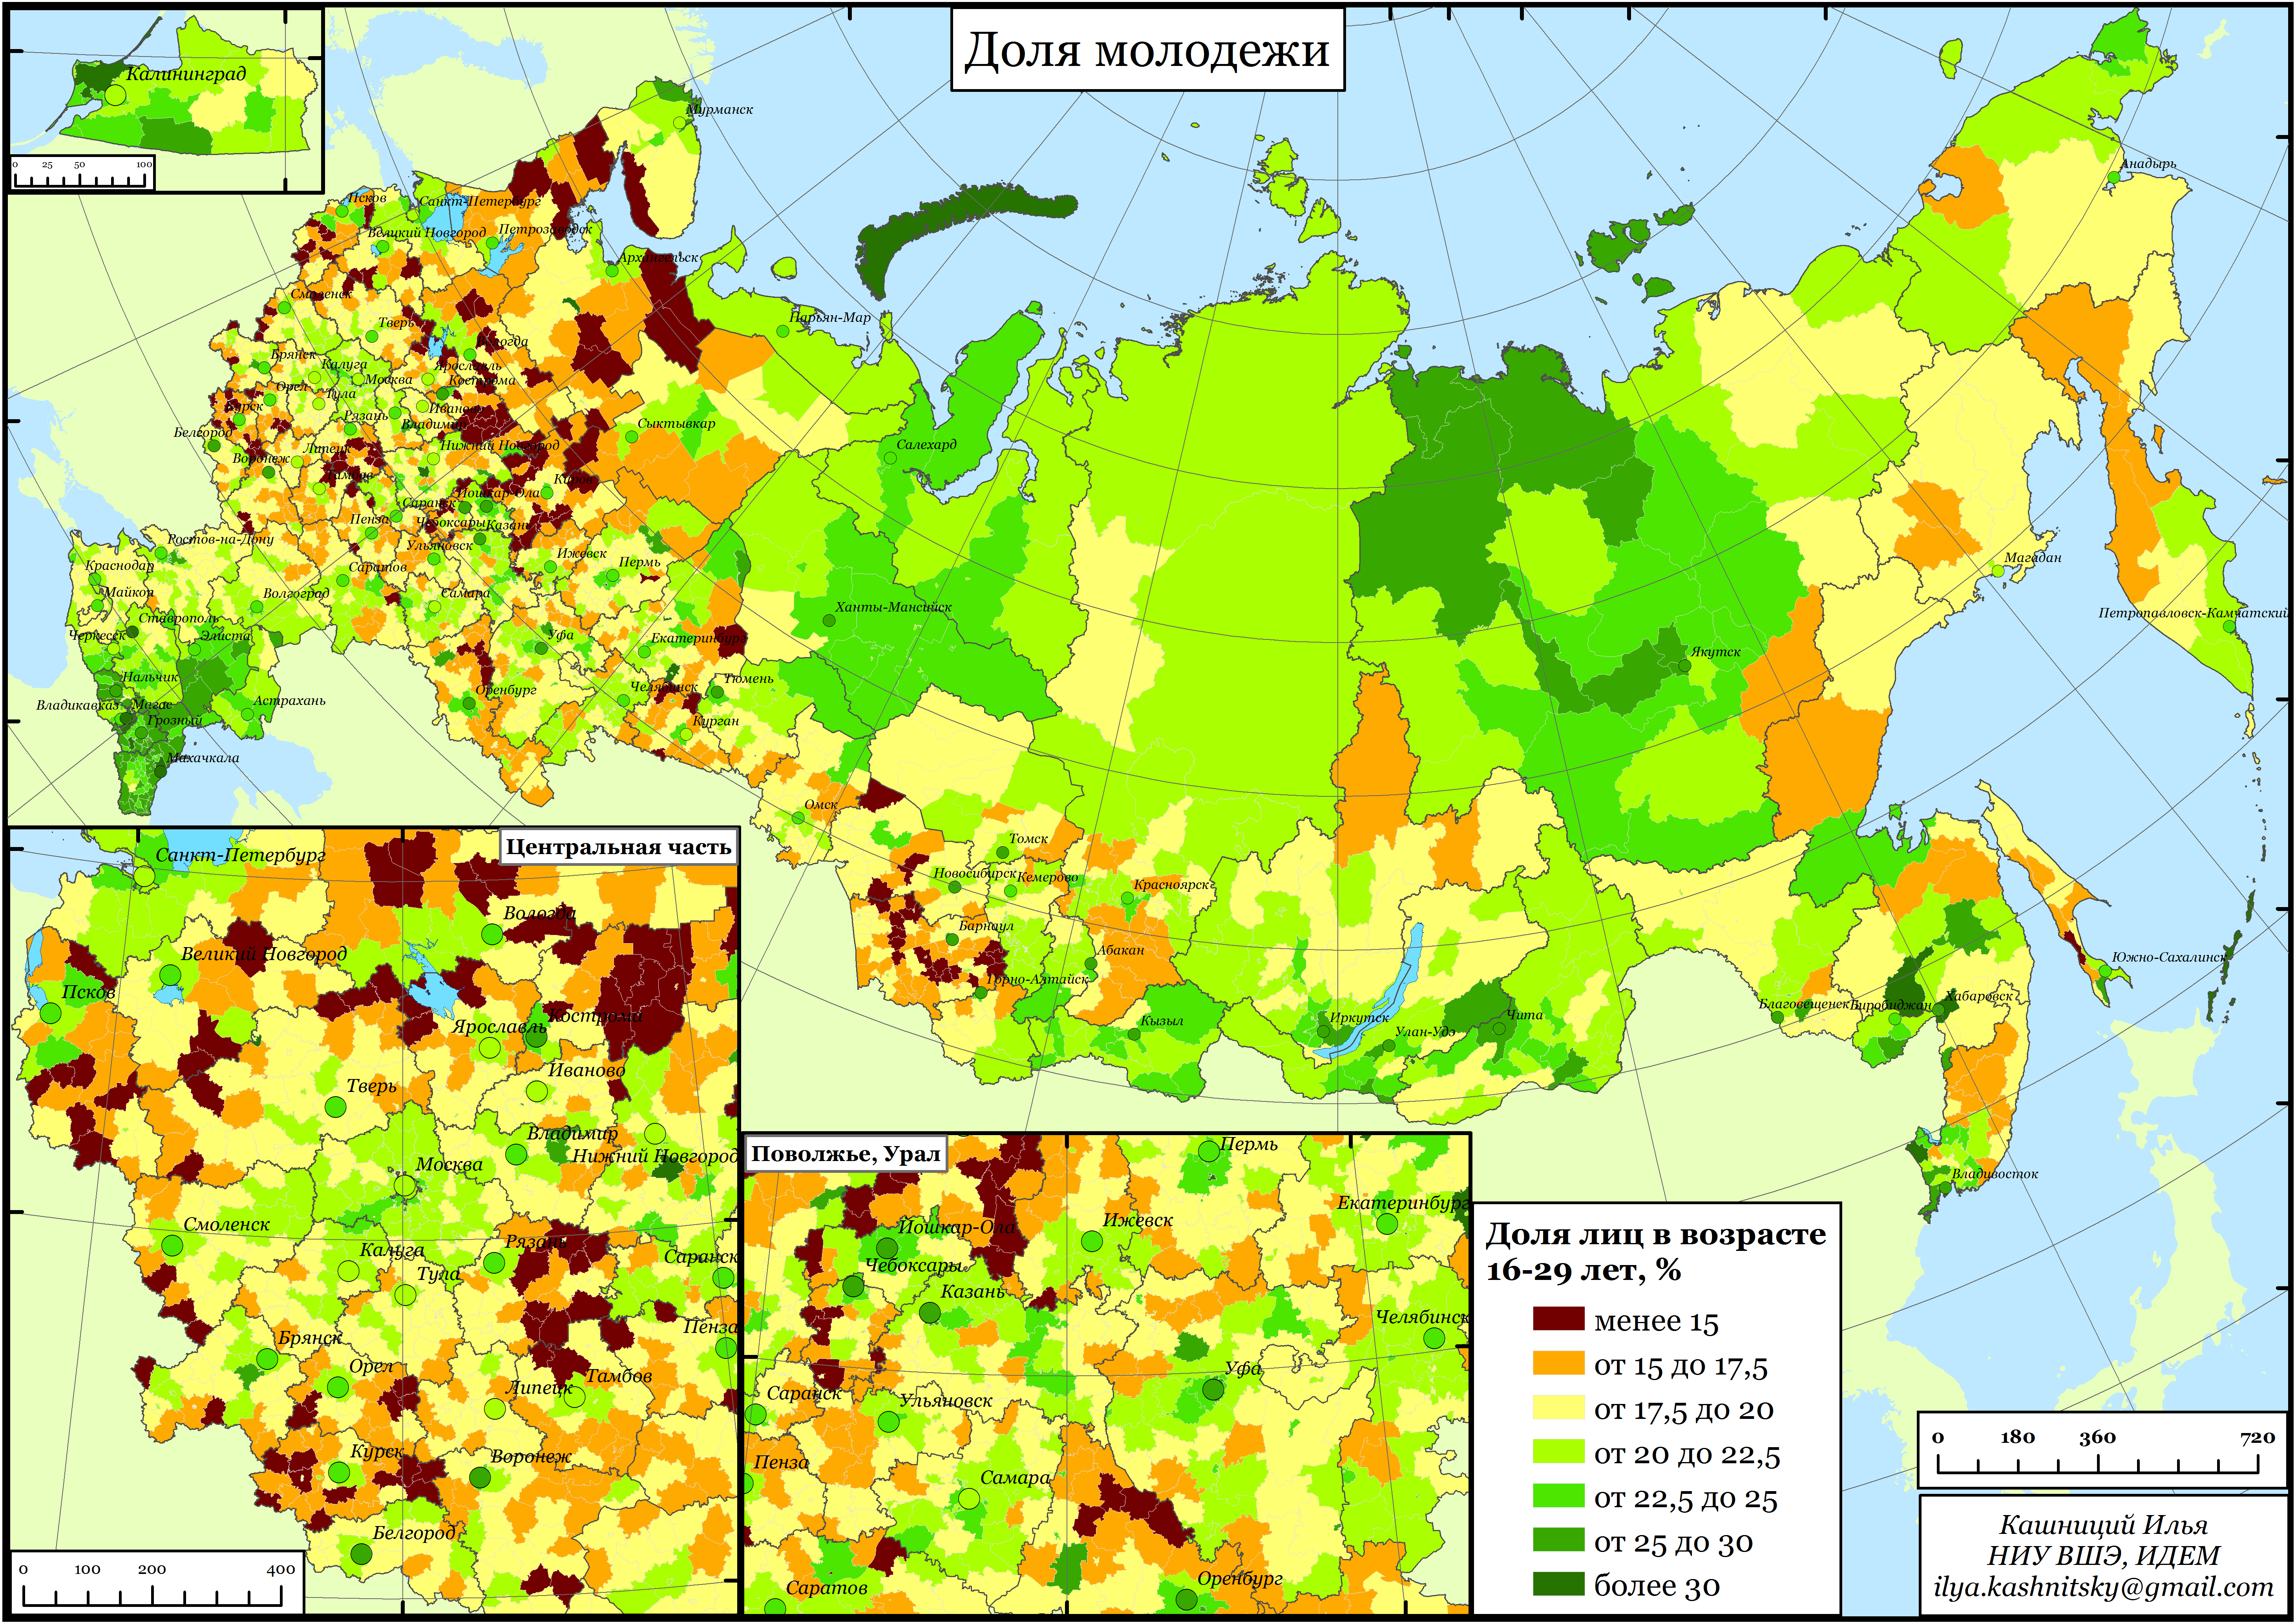 Доля молодежи
Калининград
0 25 50 100
Мурманск
Анадырь
Псков
Санкт-Петербург
Великий Новгород
Петрозаводск
Архангельск
Смоленск
Нарьян-Мар
Тверь
Вологда
Брянск
Калуга
Ярославль
Москва
Кострома
Орел
Тула
Курск
Рязань
Иваново
Владимир
Сыктывкар
Белгород
Салехард
Липецк
Нижний Новгород
Воронеж
Тамбов
Киров
Йошкар-Ола
Саранск
Пенза
Чебоксары
Казань
Ростов-на-Дону
Ульяновск
Ижевск
Магадан
Краснодар
Саратов
Пермь
Майкоп
Волгоград
Самара
Ханты-Мансийск
Петропавловск-Камчатский
Ставрополь
Черкесск
Элиста
Уфа
Екатеринбург
Якутск
Нальчик
Челябинск
Тюмень
Оренбург
Астрахань
Владикавказ
Магас
Грозный
Курган
Махачкала
Омск
Томск
Новосибирск
Кемерово
Красноярск
Барнаул
Абакан
Горно-Алтайск
Южно-Сахалинск
Кызыл
Иркутск
Улан-Удэ
Чита
Благовещенск
Биробиджан
Хабаровск
Владивосток
Центральная часть
Санкт-Петербург
Вологда
Великий Новгород
Псков
Ярославль
Кострома
Иваново
Тверь
Владимир
Нижний Новгород
Москва
Смоленск
Калуга
Рязань
Саранск
Тула
Пенза
Брянск
Орел
Липецк
Тамбов
Курск
Воронеж
Белгород
0 100 200 400
Поволжье, Урал
Пермь
Екатеринбург
Йошкар-Ола
Ижевск
Чебоксары
Казань
Челябинск
Уфа
Саранск
Ульяновск
Пенза
Самара
Саратов
Оренбург
Доля лиц в возрасте
16-29 лет, %
менее 15
от 15 до 17,5
от 17,5 до 20
от 20 до 22,5
от 22,5 до 25
от 25 до 30
более 30
0 180 360 720
Кашниций Илья
НИУ ВШЭ, ИДЕМ
ilya.kashnitsky@gmail.com